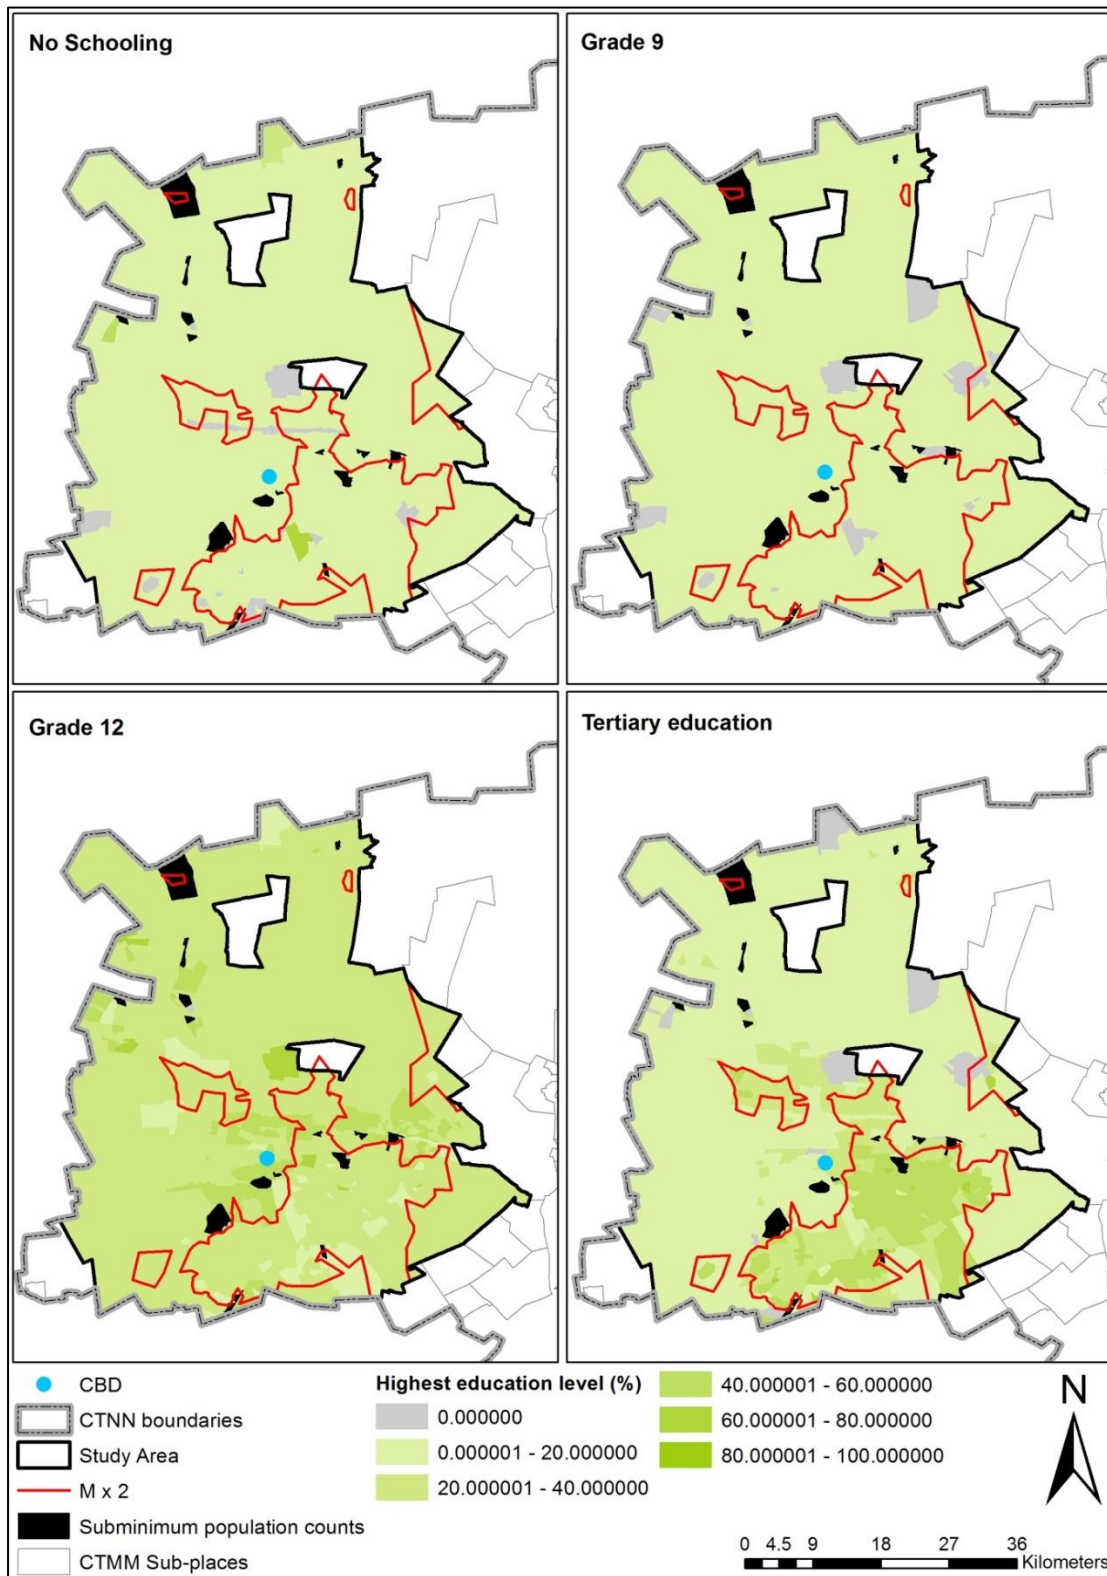 No Schooling
Grade 9
Grade 12
Tertiary education
CBD
CTNN boundaries
Study Area
M x 2
Subminimum population counts
CTMM Sub-places
Highest education level (%)
0.000000
0.000001 - 20.000000
20.000001 - 40.000000
40.000001 - 60.000000
60.000001 - 80.000000
80.000001 - 100.000000
N
0 4.5 9 18 27 36
Kilometers